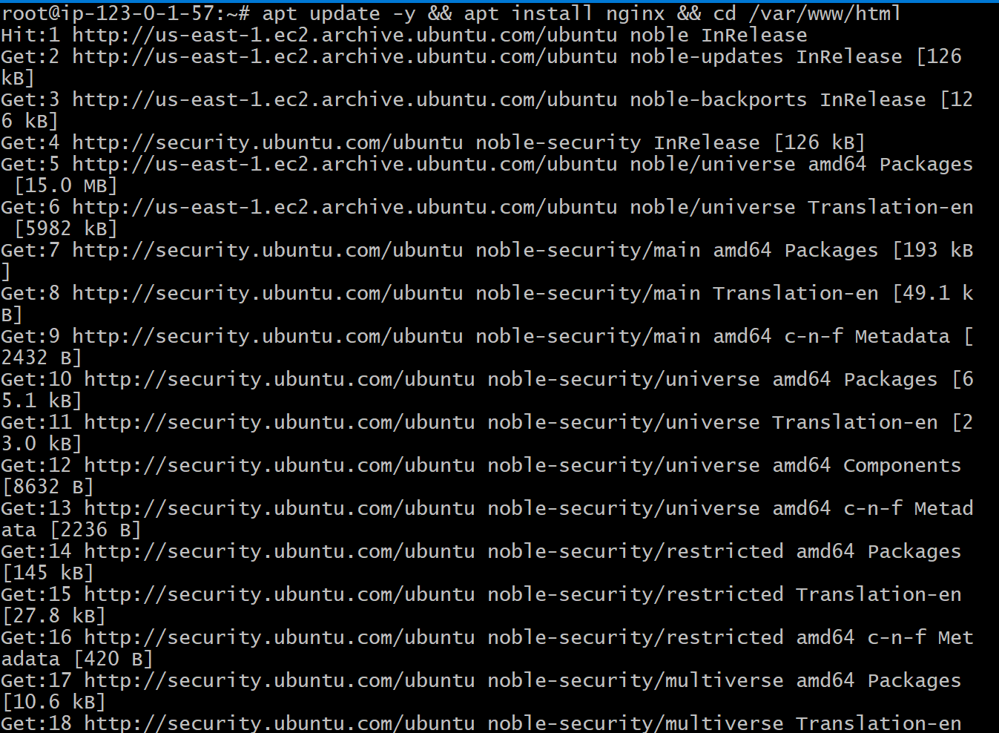 root@ip-123-0-1-57:~# apt update -y && apt install nginx && cd /var/www/html
Hit:1 http://us-east-1.ec2.archive.ubuntu.com/ubuntu noble InRelease
Get:2 http://us-east-1.ec2.archive.ubuntu.com/ubuntu noble-updates InRelease [126
kB]
Get:3 http://us-east-1.ec2.archive.ubuntu.com/ubuntu noble-backports InRelease [12
6 kB]
Get:4 http://security.ubuntu.com/ubuntu noble-security InRelease [126 kB]
Get:5 http://us-east-1.ec2.archive.ubuntu.com/ubuntu noble/universe amd64 Packages
 [15.0 MB]
Get:6 http://us-east-1.ec2.archive.ubuntu.com/ubuntu noble/universe Translation-en
 [5982 kB]
Get:7 http://security.ubuntu.com/ubuntu noble-security/main amd64 Packages [193 kB
]
Get:8 http://security.ubuntu.com/ubuntu noble-security/main Translation-en [49.1 k
B]
Get:9 http://security.ubuntu.com/ubuntu noble-security/main amd64 c-n-f Metadata [
2432 B]
Get:10 http://security.ubuntu.com/ubuntu noble-security/universe amd64 Packages [6
5.1 kB]
Get:11 http://security.ubuntu.com/ubuntu noble-security/universe Translation-en [2
3.0 kB]
Get:12 http://security.ubuntu.com/ubuntu noble-security/universe amd64 Components
[8632 B]
Get:13 http://security.ubuntu.com/ubuntu noble-security/universe amd64 c-n-f Metad
ata [2236 B]
Get:14 http://security.ubuntu.com/ubuntu noble-security/restricted amd64 Packages
[145 kB]
Get:15 http://security.ubuntu.com/ubuntu noble-security/restricted Translation-en
[27.8 kB]
Get:16 http://security.ubuntu.com/ubuntu noble-security/restricted amd64 c-n-f Met
adata [420 B]
Get:17 http://security.ubuntu.com/ubuntu noble-security/multiverse amd64 Packages
[10.6 kB]
Get:18 http://security.ubuntu.com/ubuntu noble-security/multiverse Translation-en